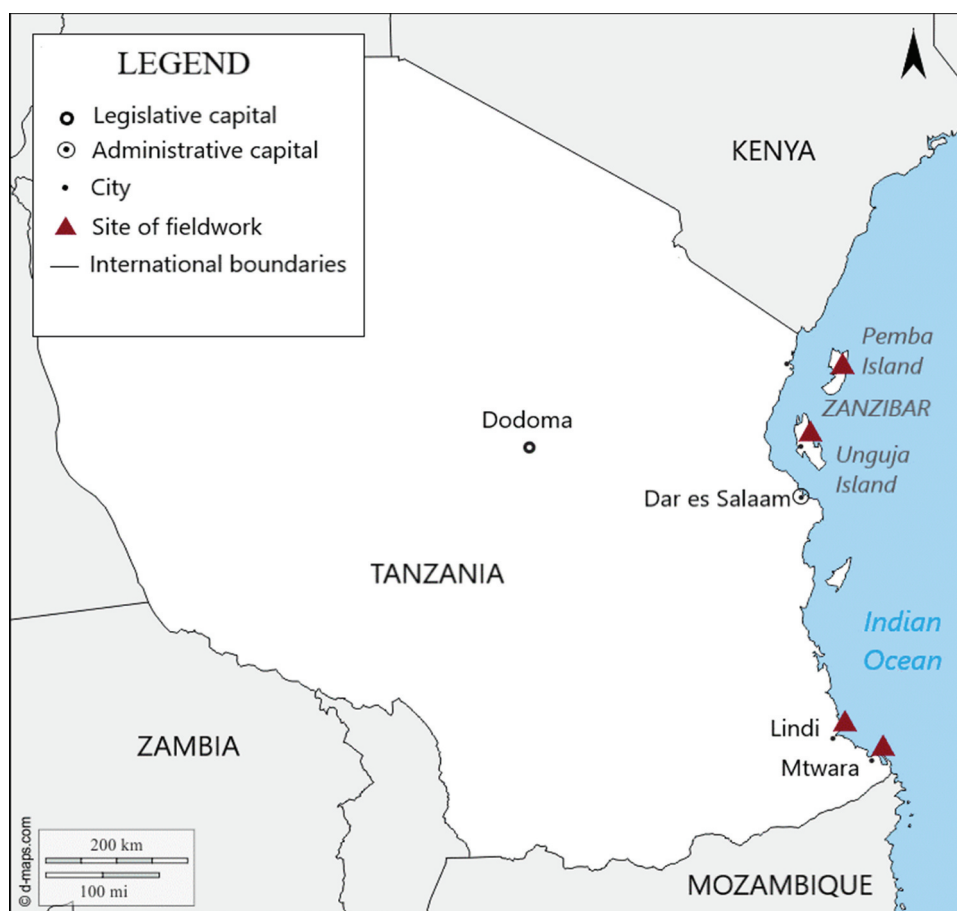 LEGEND
Legislative capital
Administrative capital
City
Site of fieldwork
International boundaries
KENYA
Pemba
Island
ZANZIBAR
Dodoma
Unguja
Island
Dar es Salaam
TANZANIA
Indian
Ocean
Lindi
ZAMBIA
Mtwara
200 km
100 mi
© d-maps.com
MOZAMBIQUE